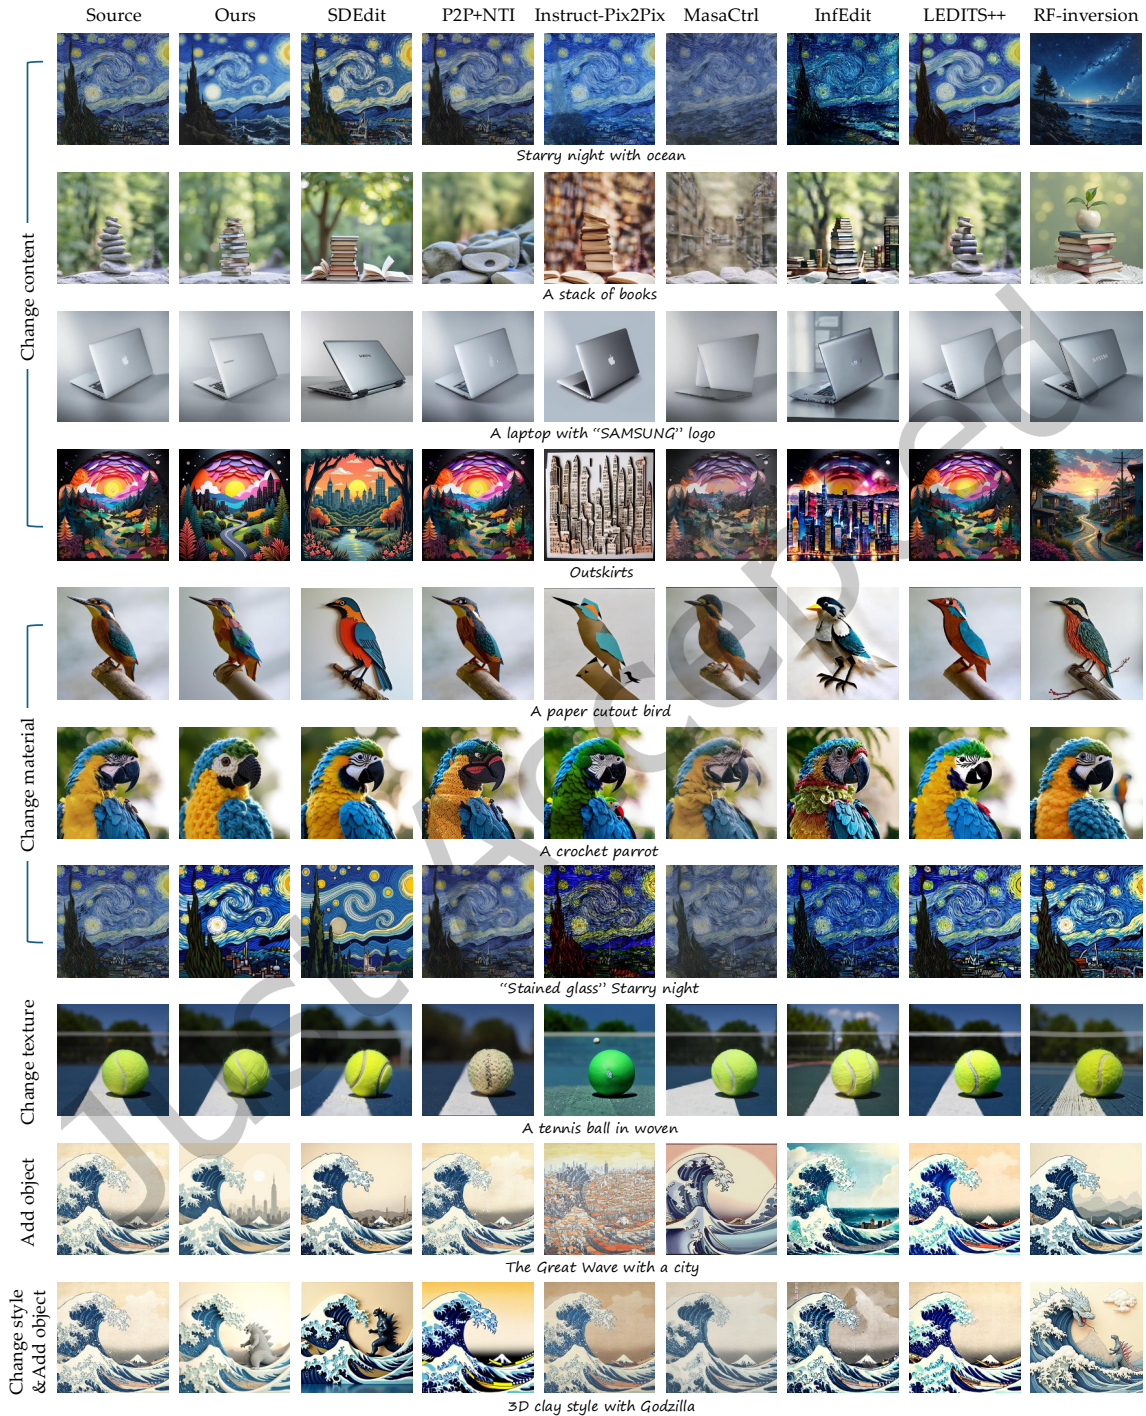 Source Ours SDEdit P2P+NTI Instruct-Pix2Pix MasaCtrl InfEdit LEDITS++ RF-inversion
Change content
Starry night with ocean
A stack of books
A laptop with “SAMSUNG” logo
Outskirts
Change material
A paper cutout bird
A crochet parrot
“Stained glass” Starry night
Change texture
A tennis ball in woven
Add object
The Great Wave with a city
Change style
&Add object
3D clay style with Godzilla
Just Accepted